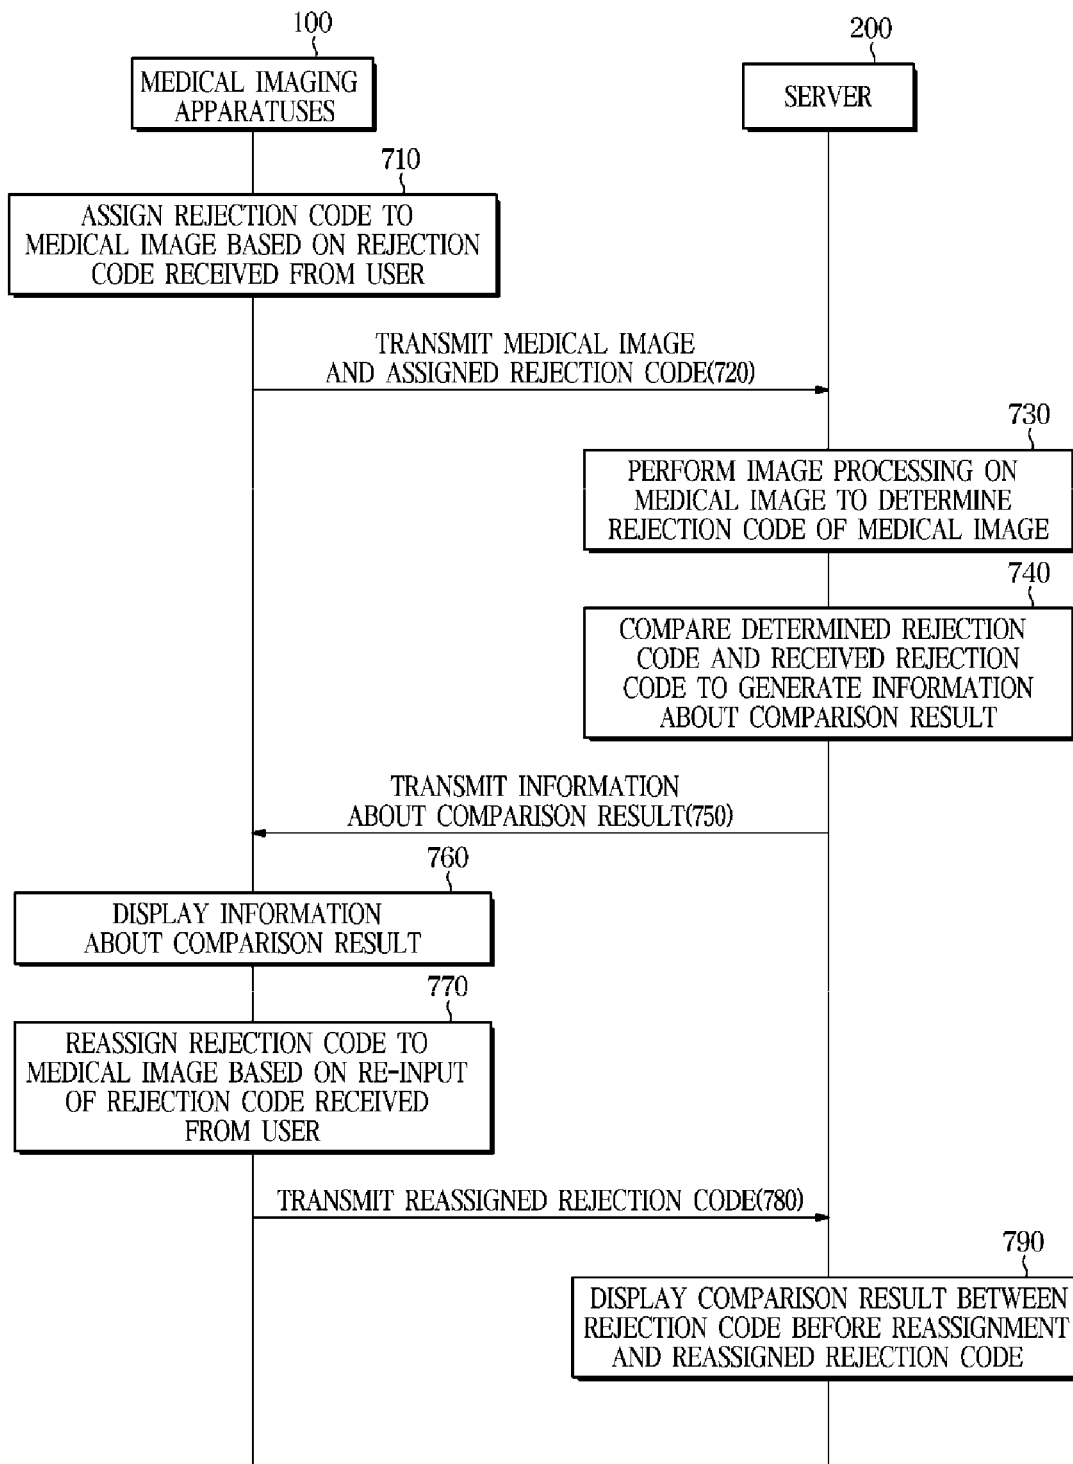 100
MEDICAL IMAGING
APPARATUSES
200
SERVER
710
ASSIGN REJECTION CODE TO
MEDICAL IMAGE BASED ON REJECTION
CODE RECEIVED FROM USER
TRANSMIT MEDICAL IMAGE
AND ASSIGNED REJECTION CODE(720)
730
PERFORM IMAGE PROCESSING ON
MEDICAL IMAGE TO DETERMINE
REJECTION CODE OF MEDICAL IMAGE
740
COMPARE DETERMINED REJECTION
CODE AND RECEIVED REJECTION
CODE TO GENERATE INFORMATION
ABOUT COMPARISON RESULT
TRANSMIT INFORMATION
ABOUT COMPARISON RESULT(750)
760
DISPLAY INFORMATION
ABOUT COMPARISON RESULT
770
REASSIGN REJECTION CODE TO
MEDICAL IMAGE BASED ON RE-INPUT
OF REJECTION CODE RECEIVED
FROM USER
TRANSMIT REASSIGNED REJECTION CODE(780)
790
DISPLAY COMPARISON RESULT BETWEEN
REJECTION CODE BEFORE REASSIGNMENT
AND REASSIGNED REJECTION CODE